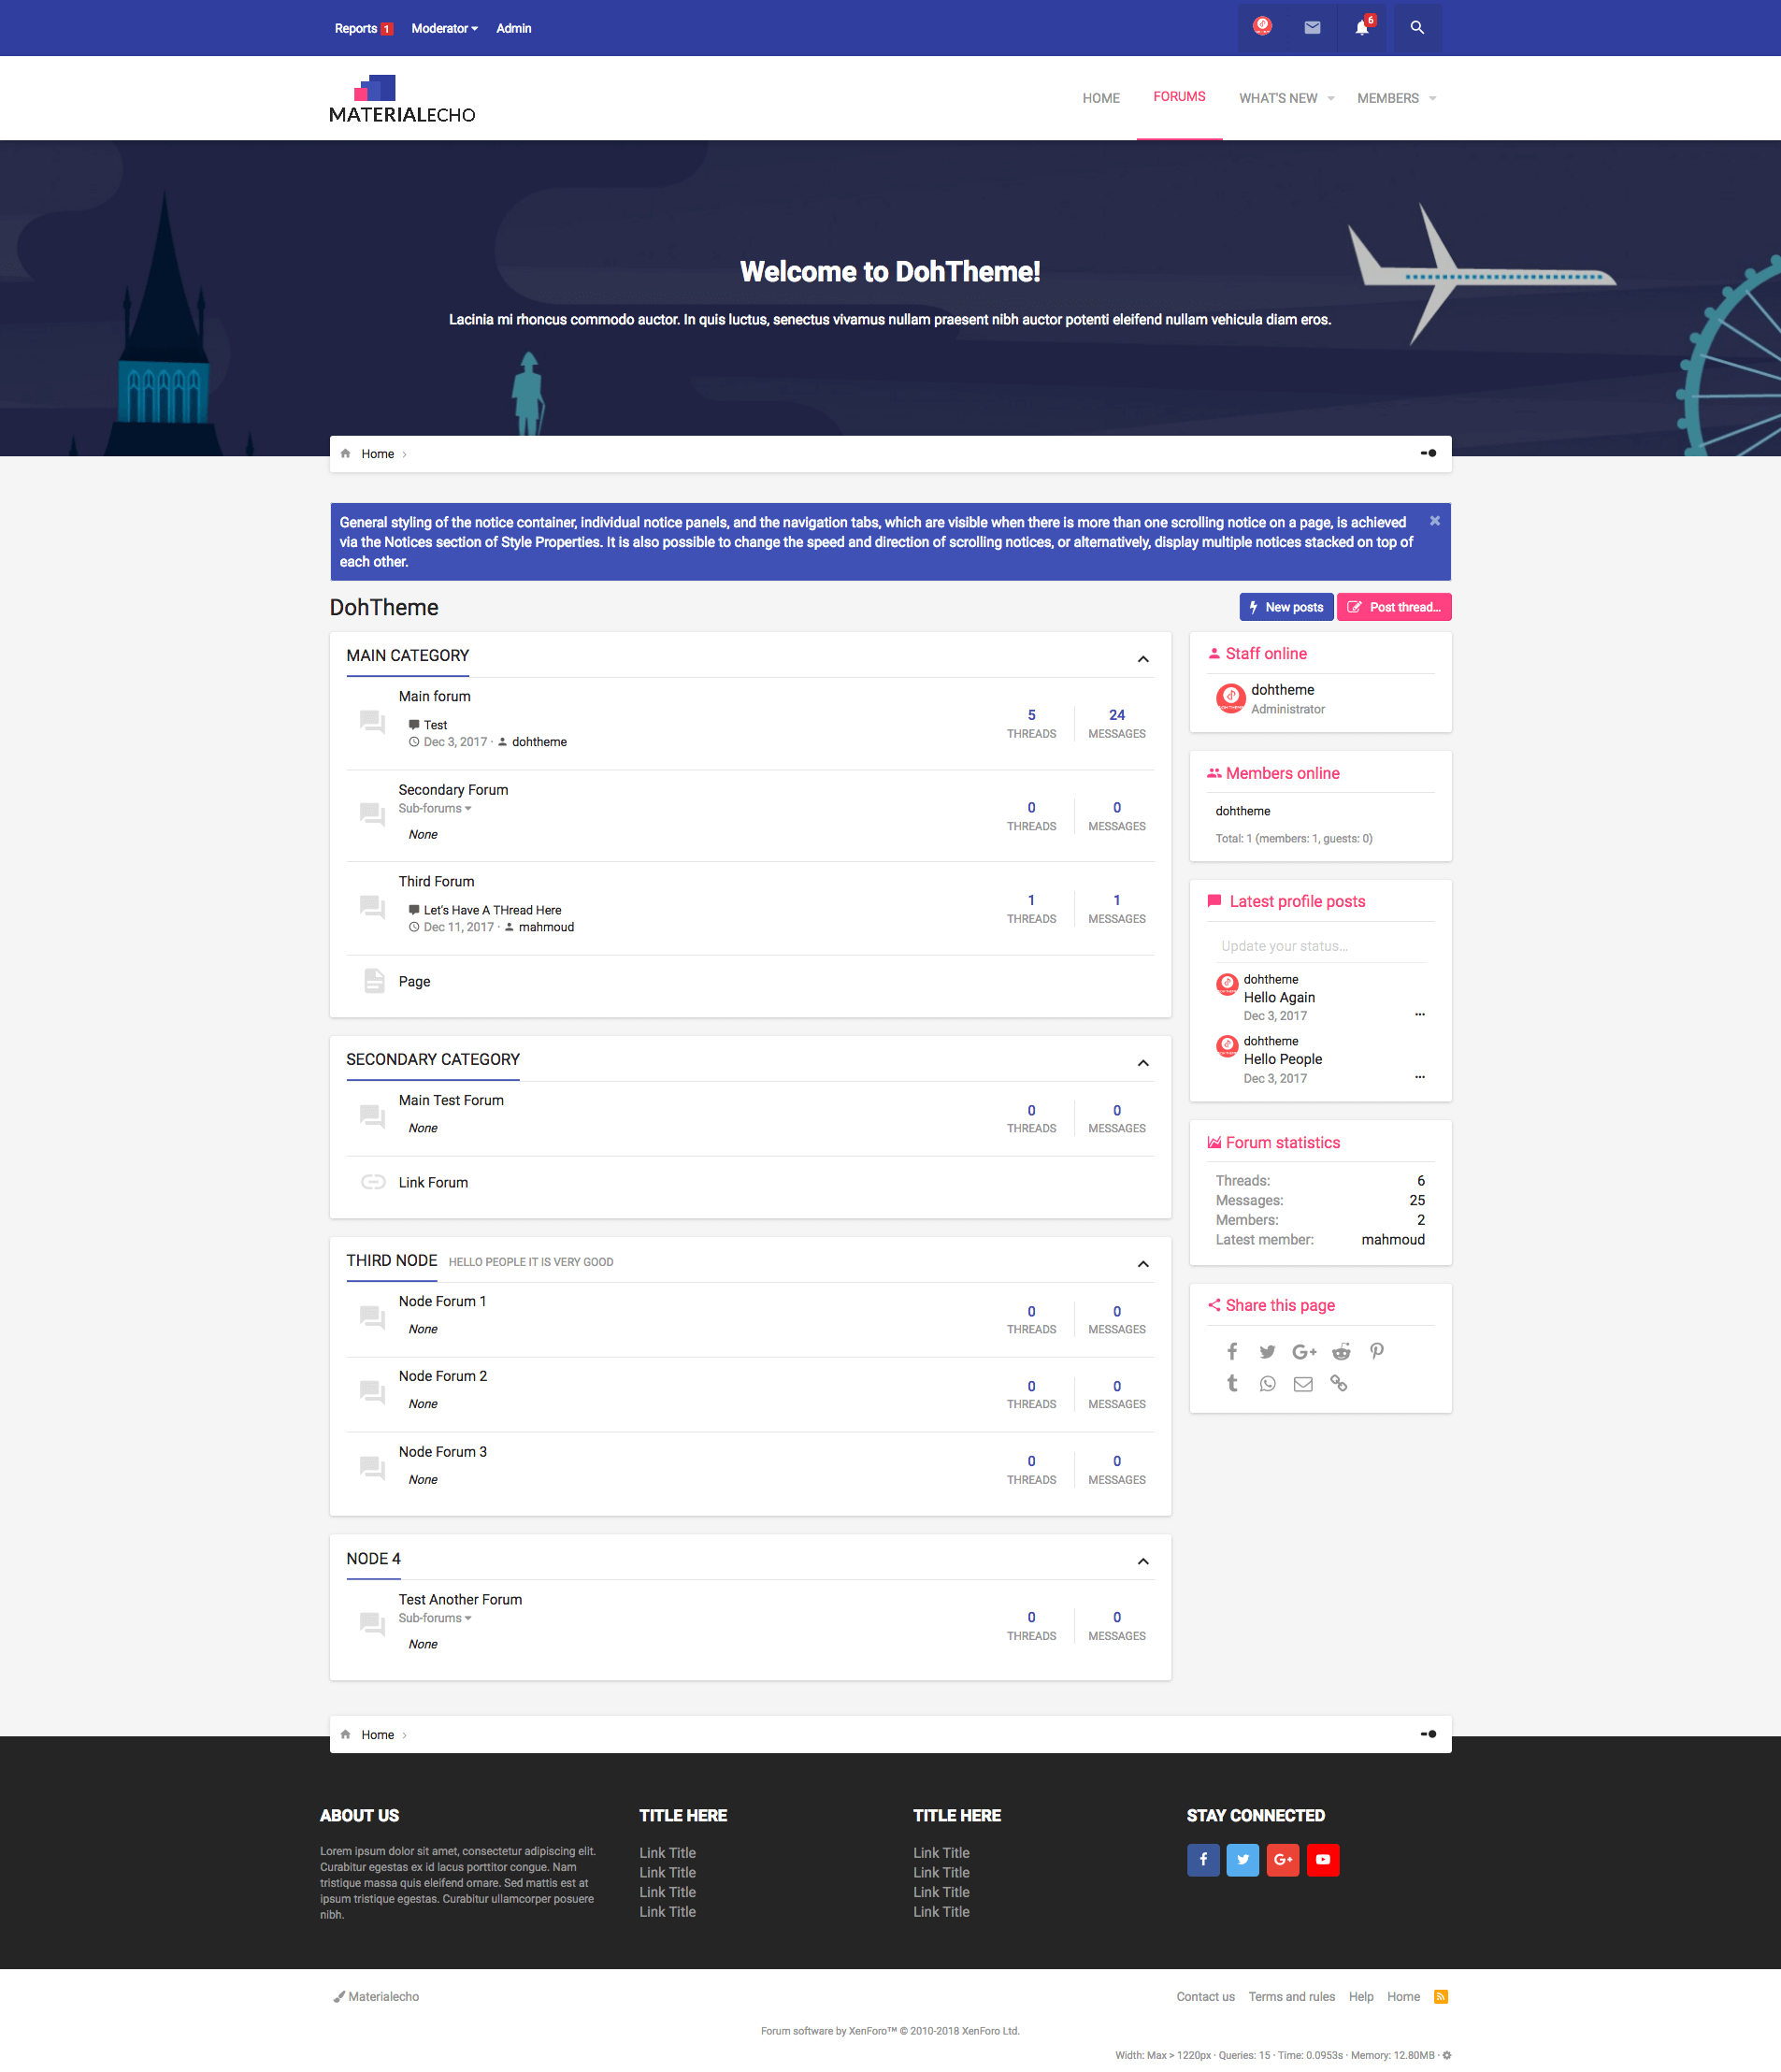 Reports 1 Moderator Admin
6
MATERIALECHO
HOME FORUMS WHAT'S NEW MEMBERS
Welcome to DohTheme!
Lacinia mi rhoncus commodo auctor. In quis luctus, senectus vivamus nullam praesent nibh auctor potenti eleifend nullam vehicula diam eros.
Home
General styling of the notice container, individual notice panels, and the navigation tabs, which are visible when there is more than one scrolling notice on a page, is achieved
via the Notices section of Style Properties. It is also possible to change the speed and direction of scrolling notices, or alternatively, display multiple notices stacked on top of
each other.
DohTheme
New posts Post thread...
MAIN CATEGORY
Main forum
Test
Dec 3, 2017 · dohtheme
5 24
THREADS MESSAGES
Secondary Forum
Sub-forums
None
0 0
THREADS MESSAGES
Third Forum
Let's Have A THread Here
Dec 11, 2017 · mahmoud
1 1
THREADS MESSAGES
Page
SECONDARY CATEGORY
Main Test Forum
None
0 0
THREADS MESSAGES
Link Forum
THIRD NODE HELLO PEOPLE IT IS VERY GOOD
Node Forum 1
None
0 0
THREADS MESSAGES
Node Forum 2
None
0 0
THREADS MESSAGES
Node Forum 3
None
0 0
THREADS MESSAGES
NODE 4
Test Another Forum
Sub-forums
None
0 0
THREADS MESSAGES
Staff online
dohtheme
Administrator
Members online
dohtheme
Total: 1 (members: 1, guests: 0)
Latest profile posts
Update your status...
dohtheme
Hello Again
Dec 3, 2017 ···
dohtheme
Hello People
Dec 3, 2017 ···
Forum statistics
Threads: 6
Messages: 25
Members: 2
Latest member: mahmoud
Share this page
Home
ABOUT US
Lorem ipsum dolor sit amet, consectetur adipiscing elit.
Curabitur egestas ex id lacus porttitor congue. Nam
tristique massa quis eleifend ornare. Sed mattis est at
ipsum tristique egestas. Curabitur ullamcorper posuere
nibh.
TITLE HERE
Link Title
Link Title
Link Title
Link Title
TITLE HERE
Link Title
Link Title
Link Title
Link Title
STAY CONNECTED
Materialecho
Contact us Terms and rules Help Home
Forum software by XenForo™ © 2010-2018 XenForo Ltd.
Width: Max > 1220px · Queries: 15 · Time: 0.0953s · Memory: 12.80MB ·